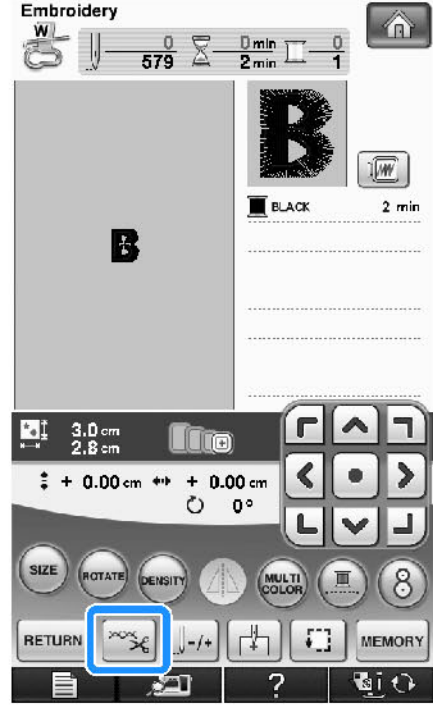 Embroidery
W
0 0 min 0
579 2 min 1
B
BLACK 2 min
B
3.0 cm
2.8 cm
+ 0.00 cm + 0.00 cm
0°
SIZE ROTATE DENSITY MULTI COLOR 8
RETURN -/+ MEMORY
?